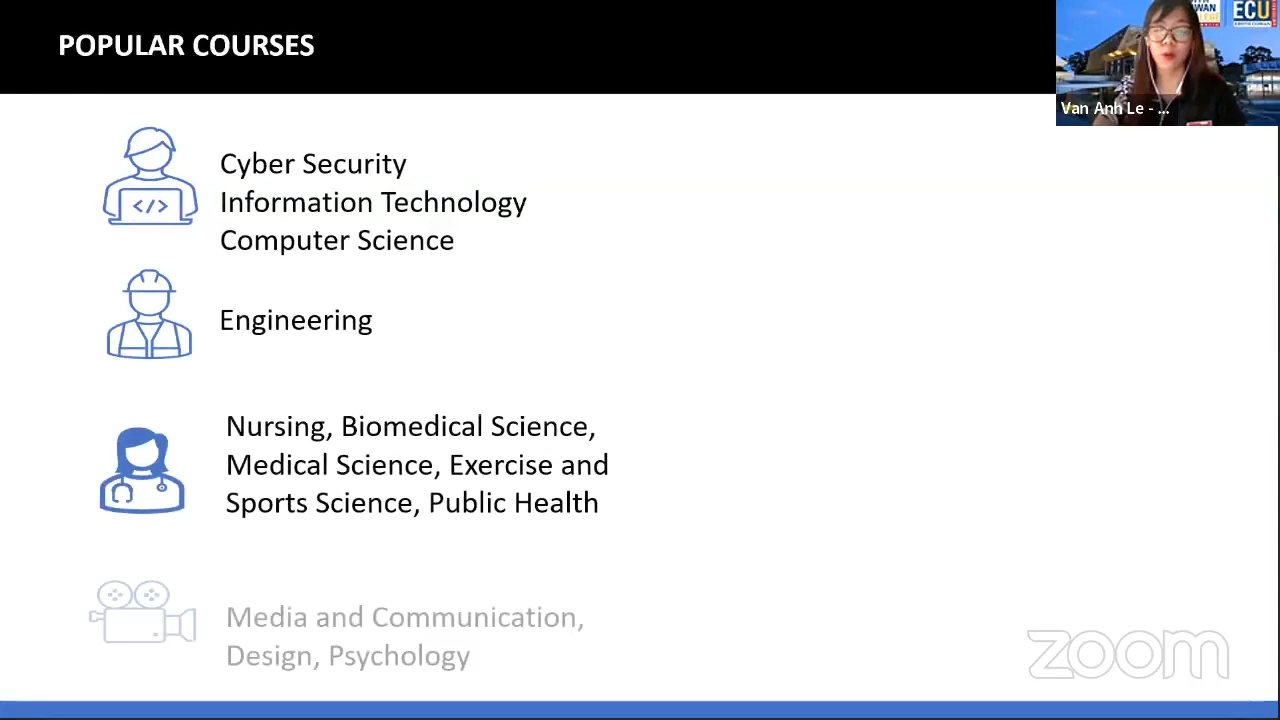 POPULAR COURSES
WAN
ECU
Van Anh Le - ...
Cyber Security
Information Technology
Computer Science
</>
Engineering
Nursing, Biomedical Science,
Medical Science, Exercise and
Sports Science, Public Health
Media and Communication,
Design, Psychology
zoom